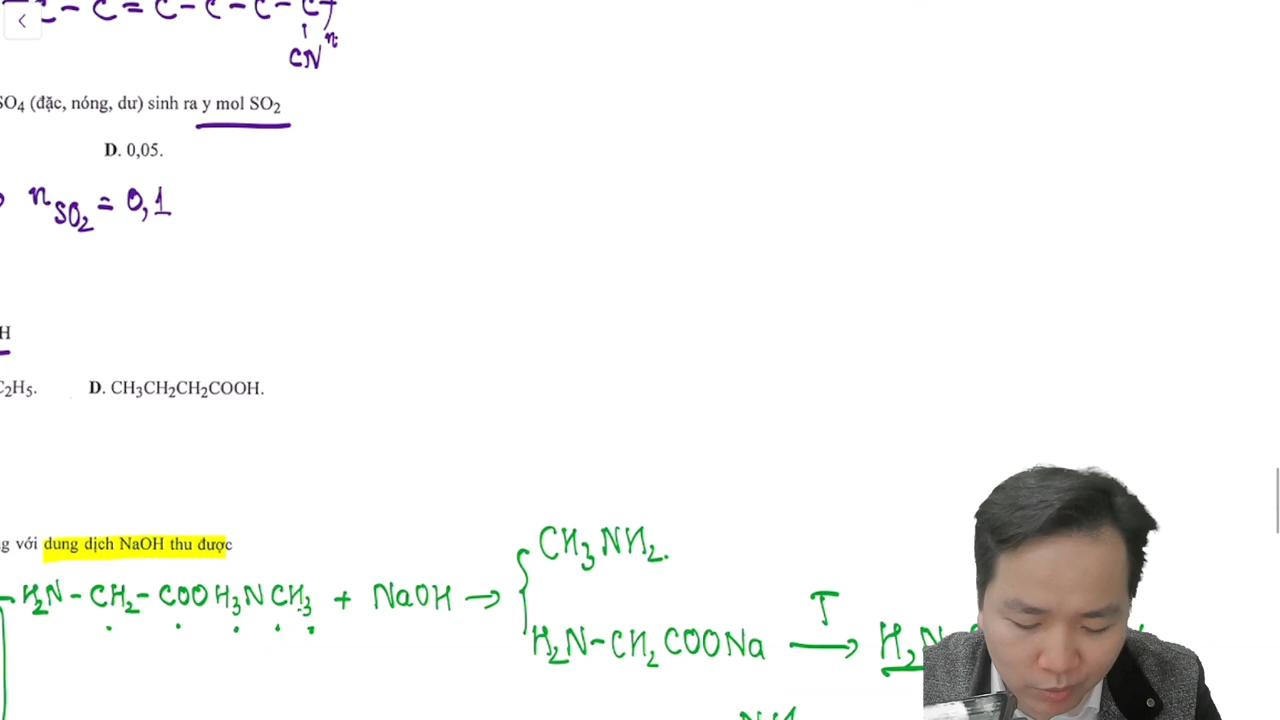 C = C - C - C - C
CN n
SO4 (đặc, nóng, dư) sinh ra y mol SO2
D. 0,05.
nSO2 = 0,1
H
C2H5. D. CH3CH2CH2COOH.
g với dung dịch NaOH thu được
CH3NH2.
H2N - CH2 - COOH3NCH3 + NaOH →
H2N-CH2COONa T → H2N
NH